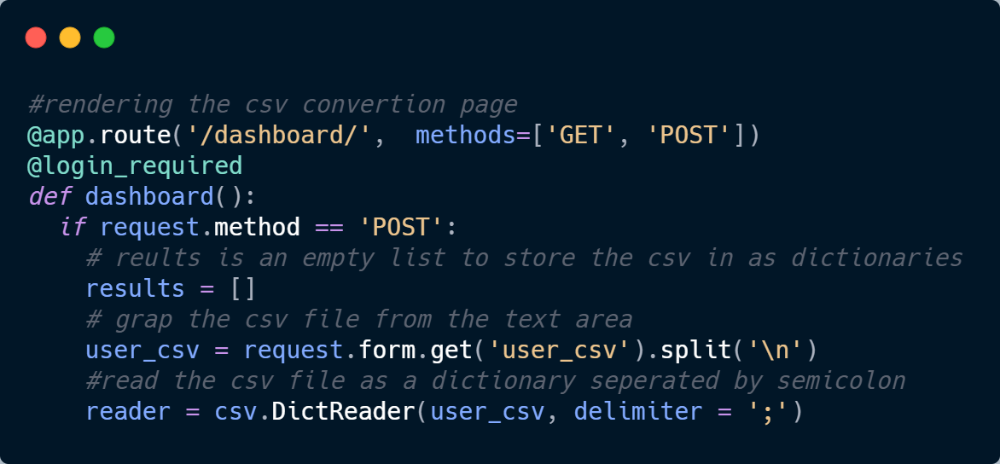 #rendering the csv convertion page
@app.route('/dashboard/',  methods=['GET', 'POST'])
@login_required
def dashboard():
  if request.method == 'POST':
    # reults is an empty list to store the csv in as dictionaries
    results = []
    # grap the csv file from the text area
    user_csv = request.form.get('user_csv').split('\n')
    #read the csv file as a dictionary seperated by semicolon
    reader = csv.DictReader(user_csv, delimiter = ';')